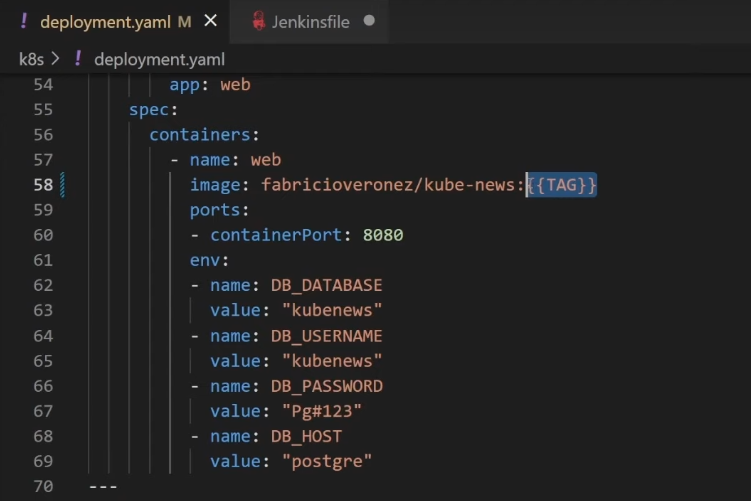 ! deployment.yaml M × Jenkinsfile ●
k8s > ! deployment.yaml
54 app: web
55 spec:
56 containers:
57 - name: web
58 image: fabricioveronez/kube-news:{{TAG}}
59 ports:
60 - containerPort: 8080
61 env:
62 - name: DB_DATABASE
63 value: "kubenews"
64 - name: DB_USERNAME
65 value: "kubenews"
66 - name: DB_PASSWORD
67 value: "Pg#123"
68 - name: DB_HOST
69 value: "postgre"
70 ---